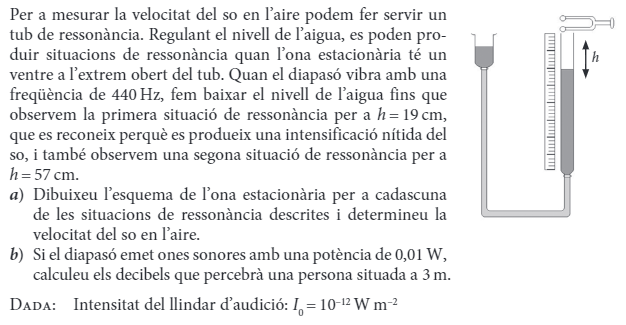 Per a mesurar la velocitat del so en l'aire podem fer servir un
tub de ressonància. Regulant el nivell de l'aigua, es poden pro-
duir situacions de ressonància quan l'ona estacionària té un
ventre a l'extrem obert del tub. Quan el diapasó vibra amb una
freqüència de 440 Hz, fem baixar el nivell de l'aigua fins que
observem la primera situació de ressonància per a h = 19 cm,
que es reconeix perquè es produeix una intensificació nítida del
so, i també observem una segona situació de ressonància per a
h = 57 cm.
a) Dibuixeu l'esquema de l'ona estacionària per a cadascuna
de les situacions de ressonància descrites i determineu la
velocitat del so en l'aire.
b) Si el diapasó emet ones sonores amb una potència de 0,01 W,
calculeu els decibels que percebrà una persona situada a 3 m.
DADA: Intensitat del llindar d'audició: I₀ = 10⁻¹² W m⁻²
h